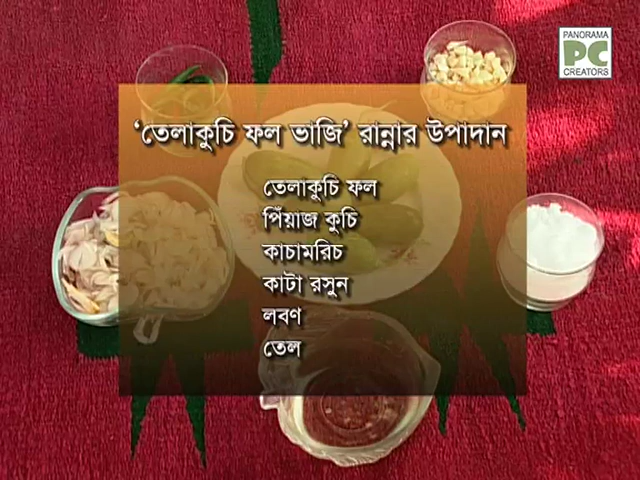 PANORAMA
PC
CREATORS
‘তেলাকুচি ফল ভাজি’ রান্নার উপাদান
তেলাকুচি ফল
পিঁয়াজ কুচি
কাচামরিচ
কাটা রসুন
লবণ
তেল